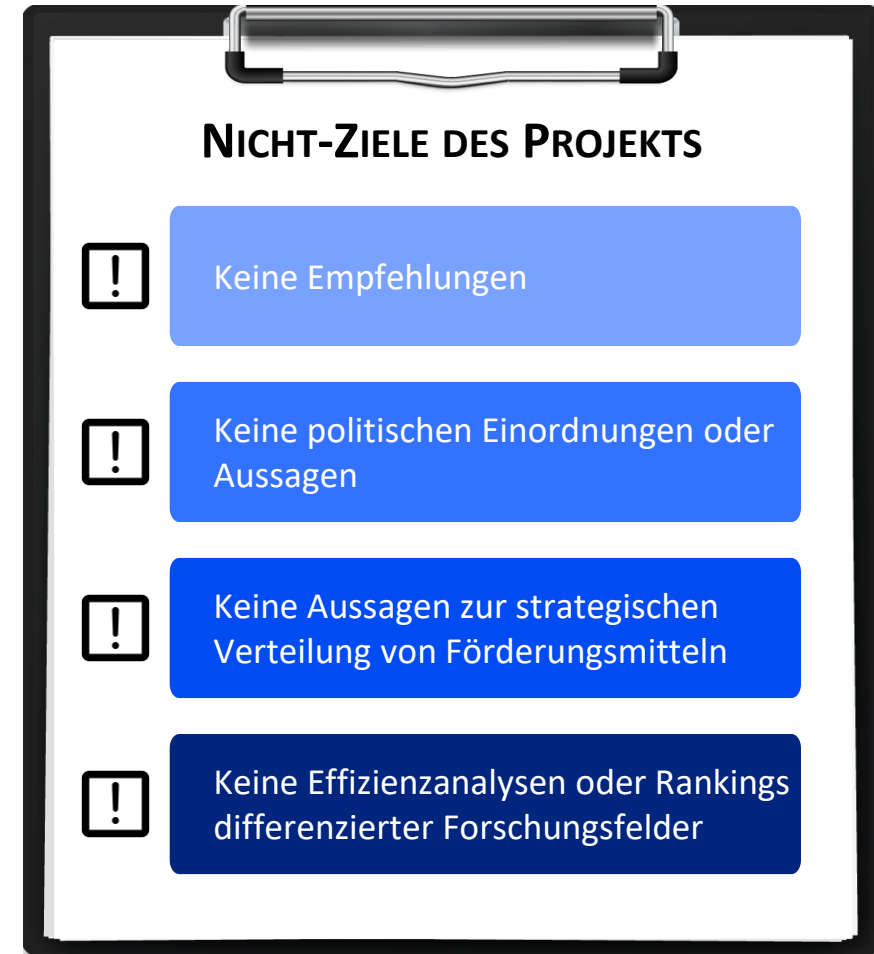 NICHT-ZIELE DES PROJEKTS
Keine Empfehlungen
Keine politischen Einordnungen oder
Aussagen
Keine Aussagen zur strategischen
Verteilung von Förderungsmitteln
Keine Effizienzanalysen oder Rankings
differenzierter Forschungsfelder